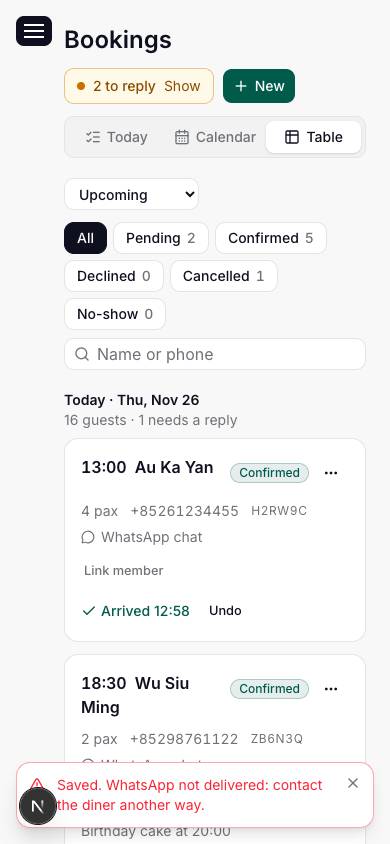 Bookings
2 to reply Show
New
Today Calendar Table
Upcoming
All Pending 2 Confirmed 5
Declined 0 Cancelled 1
No-show 0
Name or phone
Today · Thu, Nov 26
16 guests · 1 needs a reply
13:00 Au Ka Yan Confirmed
4 pax +85261234455 H2RW9C
WhatsApp chat
Link member
Arrived 12:58 Undo
18:30 Wu Siu Ming Confirmed
2 pax +85298761122 ZB6N3Q
Saved. WhatsApp not delivered: contact
the diner another way.
N
Birthday cake at 20:00